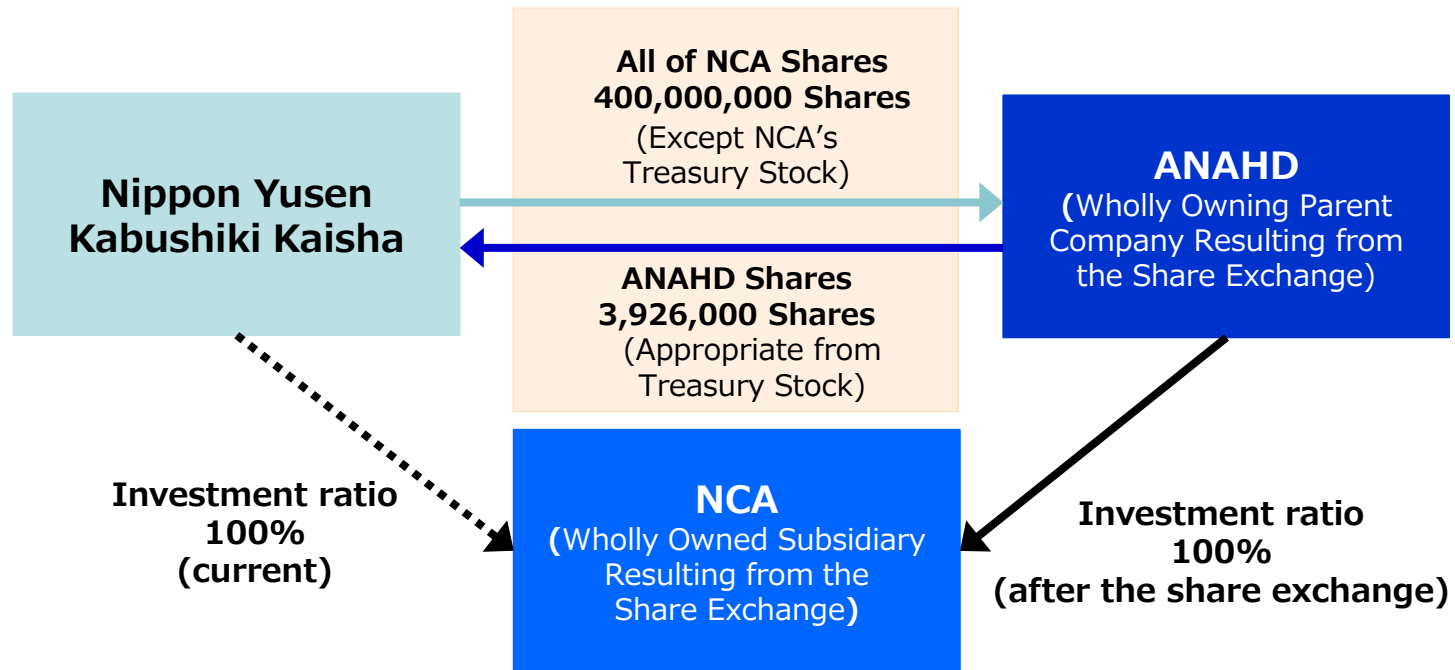 All of NCA Shares
400,000,000 Shares
(Except NCA’s
Treasury Stock)
Nippon Yusen
Kabushiki Kaisha
ANAHD
(Wholly Owning Parent
Company Resulting from
the Share Exchange)
ANAHD Shares
3,926,000 Shares
(Appropriate from
Treasury Stock)
Investment ratio
100%
(current)
NCA
(Wholly Owned Subsidiary
Resulting from the
Share Exchange)
Investment ratio
100%
(after the share exchange)